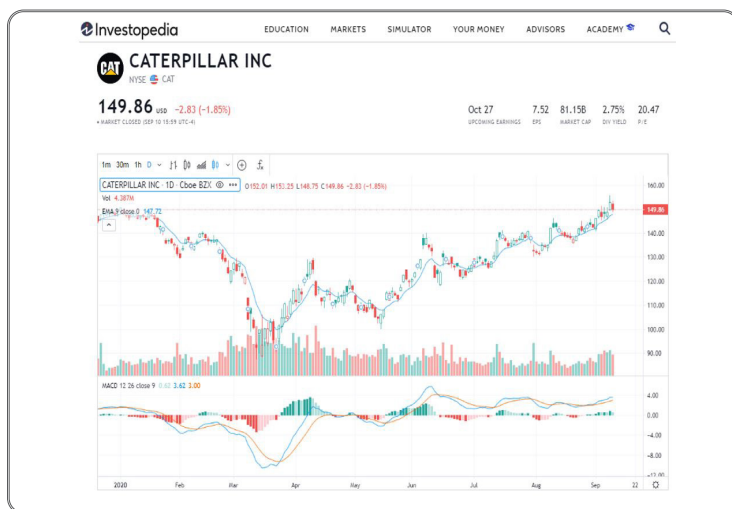 Investopedia EDUCATION MARKETS SIMULATOR YOUR MONEY ADVISORS ACADEMY
CAT CATERPILLAR INC
NYSE CAT
149.86 USD −2.83 (−1.85%) Oct 27 7.52 81.15B 2.75% 20.47
• MARKET CLOSED (SEP 10 15:59 UTC-4) UPCOMING EARNINGS EPS MARKET CAP DIV YIELD P/E
1m 30m 1h D
CATERPILLAR INC · 1D · Cboe BZX O152.01 H153.25 L148.75 C149.86 −2.83 (−1.85%)
160.00
Vol 4.387M
EMA 9 close 0 147.72
149.86
140.00
130.00
120.00
110.00
100.00
90.00
MACD 12 26 close 9 0.62 3.62 3.00
4.00
0.00
−4.00
−8.00
−12.00
2020 Feb Mar Apr May Jun Jul Aug Sep 22